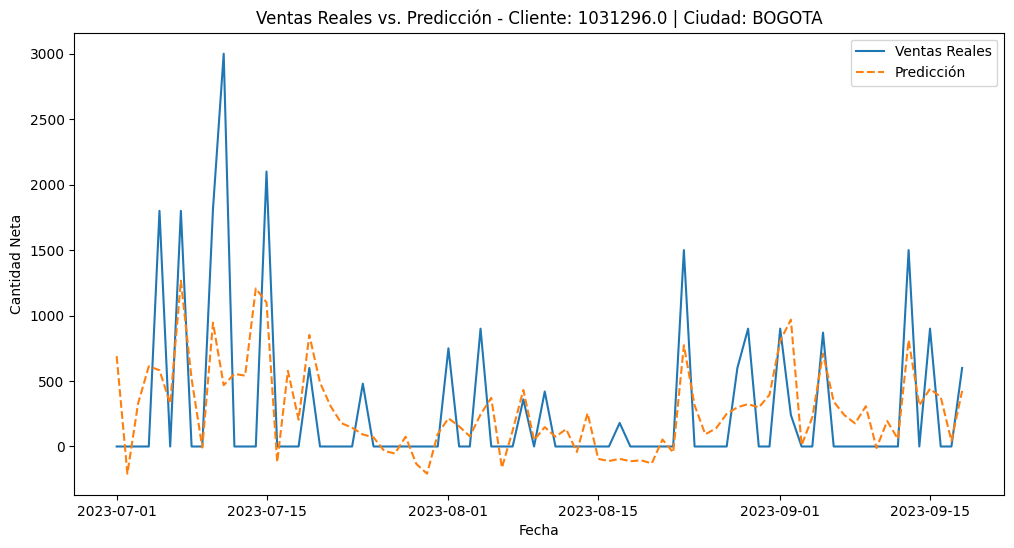 Ventas Reales vs. Predicción - Cliente: 1031296.0 | Ciudad: BOGOTA
Ventas Reales
Predicción
Cantidad Neta
3000
2500
2000
1500
1000
500
0
2023-07-01
2023-07-15
2023-08-01
2023-08-15
2023-09-01
2023-09-15
Fecha